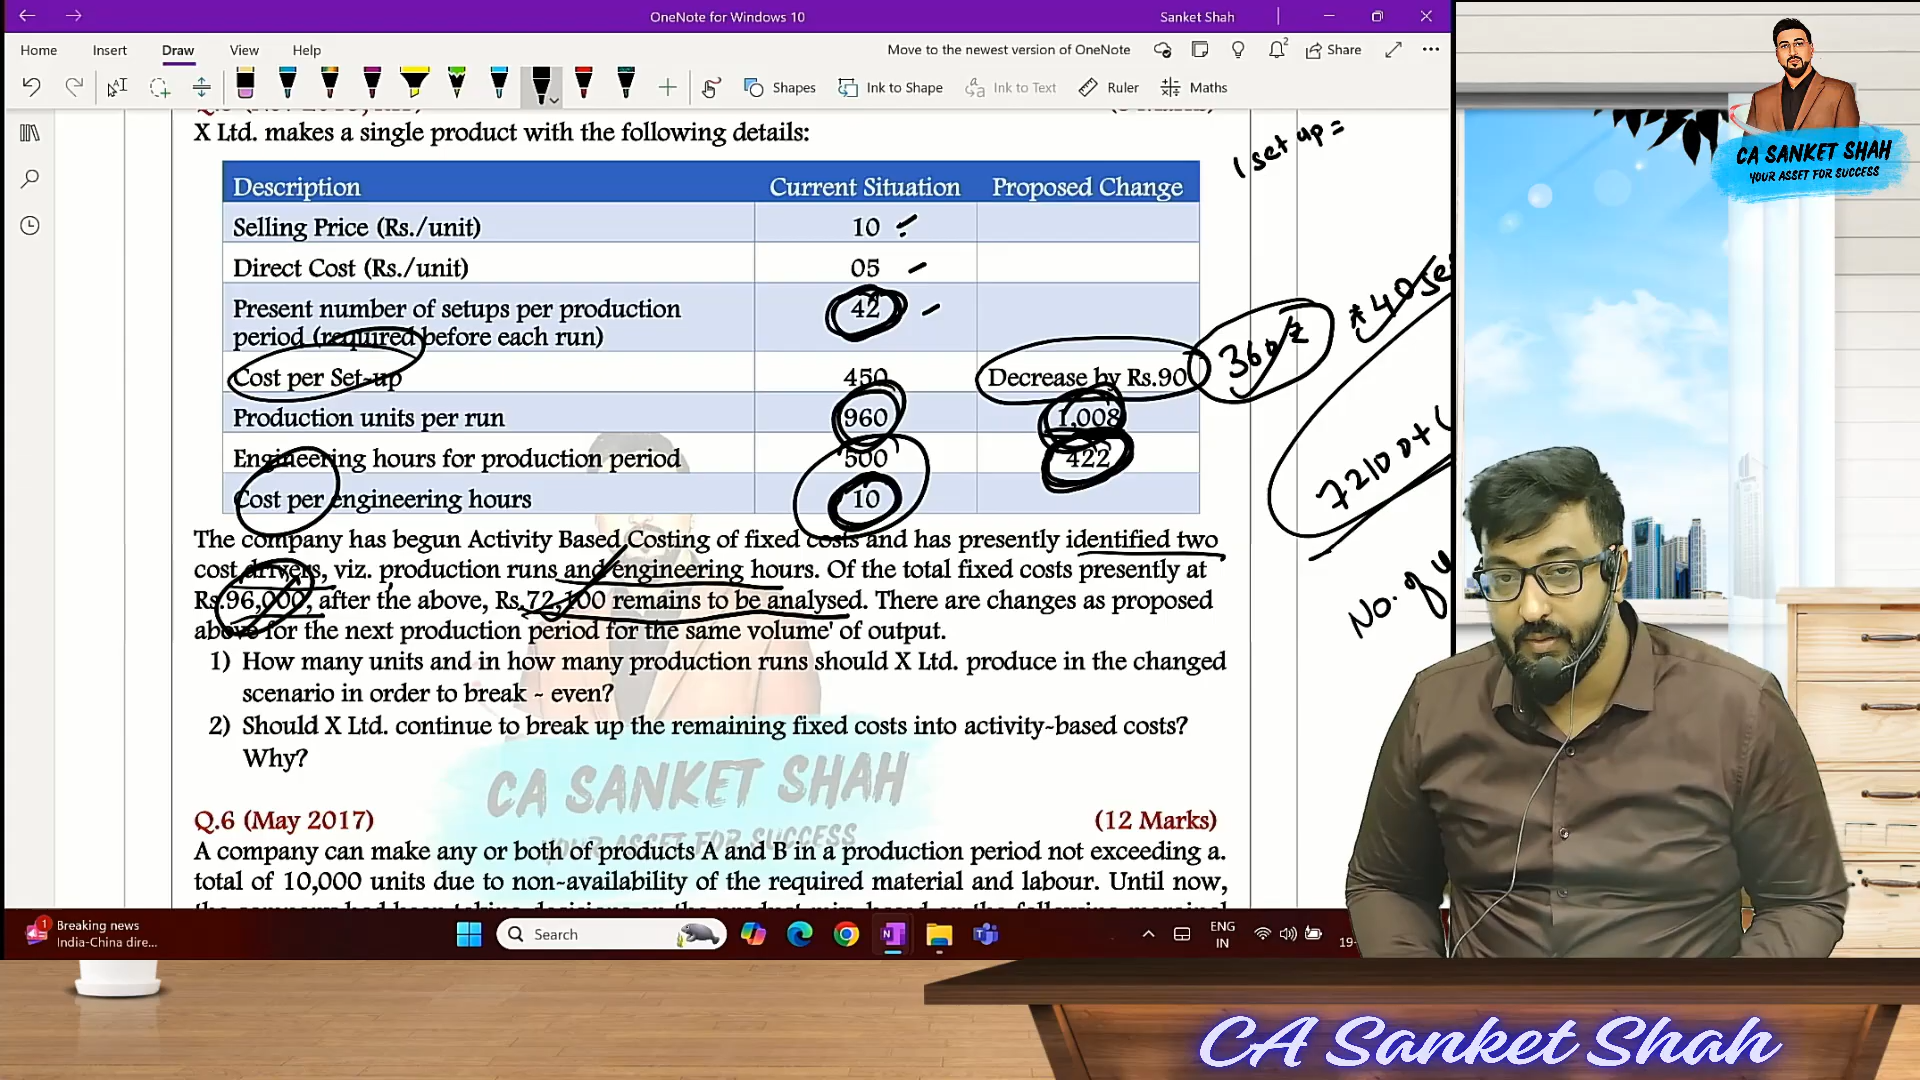 OneNote for Windows 10
Sanket Shah
Home Insert Draw View Help
Move to the newest version of OneNote
2
Share
Shapes
Ink to Shape
Ink to Text
Ruler
Maths
X Ltd. makes a single product with the following details:
Description Current Situation Proposed Change
Selling Price (Rs./unit) 10
Direct Cost (Rs./unit) 05
Present number of setups per production period (required before each run) 42
Cost per Set-up 450 Decrease by Rs.90
Production units per run 960 1,008
Engineering hours for production period 500 422
Cost per engineering hours 10
1 set up =
360
* 40 se
72100 + (
No. of u
The company has begun Activity Based Costing of fixed costs and has presently identified two
cost drivers, viz. production runs and engineering hours. Of the total fixed costs presently at
Rs.96,000, after the above, Rs.72,100 remains to be analysed. There are changes as proposed
above for the next production period for the same volume' of output.
1) How many units and in how many production runs should X Ltd. produce in the changed
scenario in order to break - even?
2) Should X Ltd. continue to break up the remaining fixed costs into activity-based costs?
Why?
CA SANKET SHAH
YOUR ASSET FOR SUCCESS
Q.6 (May 2017) (12 Marks)
A company can make any or both of products A and B in a production period not exceeding a.
total of 10,000 units due to non-availability of the required material and labour. Until now,
CA SANKET SHAH
YOUR ASSET FOR SUCCESS
1
Breaking news
India-China dire...
Search
ENG
IN
19-
CA Sanket Shah